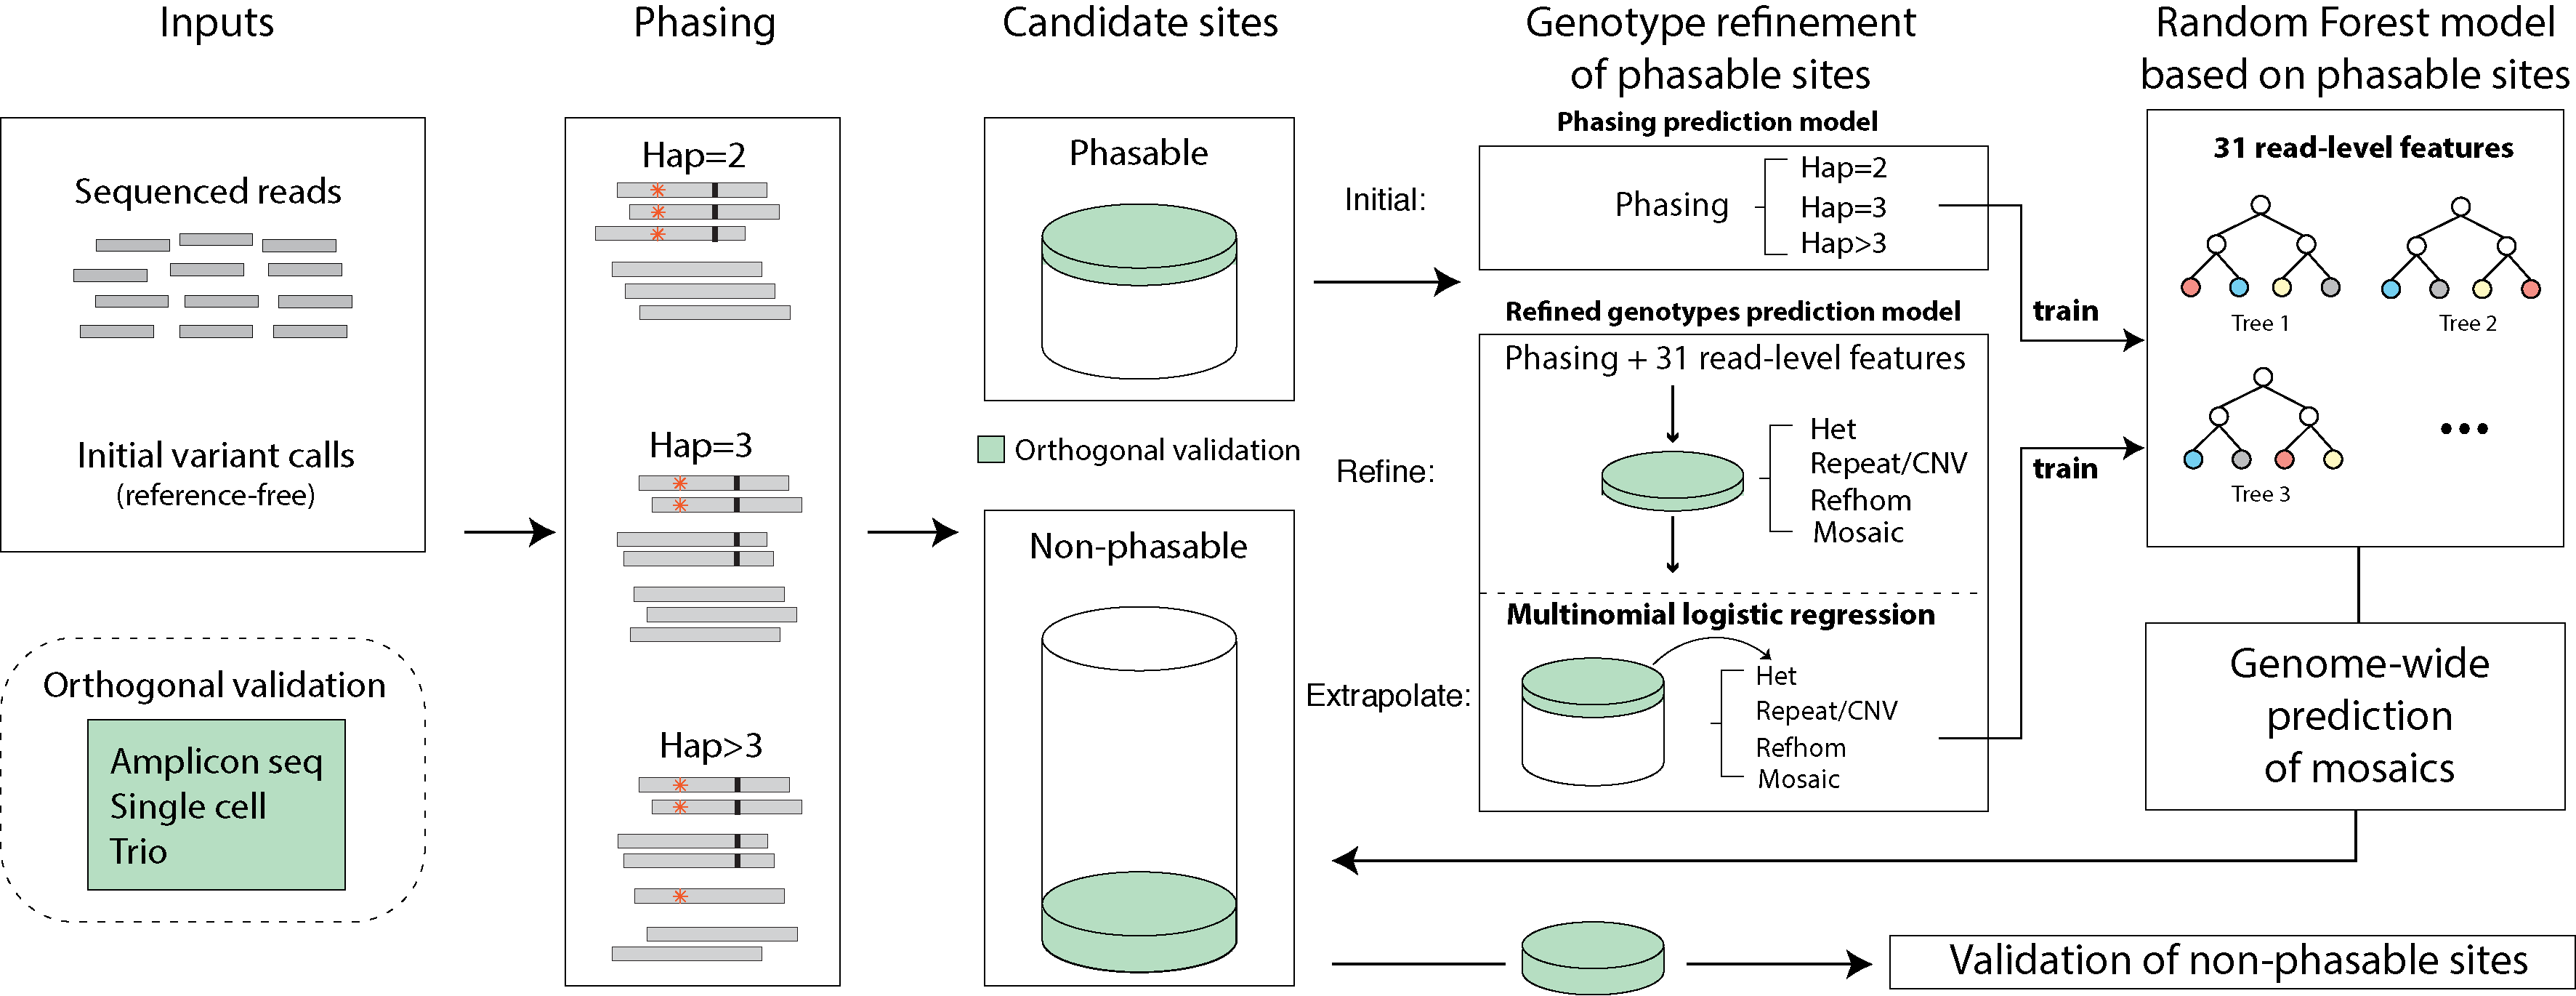 Inputs
Sequenced reads
Initial variant calls
(reference-free)
Orthogonal validation
Amplicon seq
Single cell
Trio
Phasing
Hap=2
Hap=3
Hap>3
Candidate sites
Phasable
Orthogonal validation
Non-phasable
Genotype refinement
of phasable sites
Phasing prediction model
Initial:
Phasing
Hap=2
Hap=3
Hap>3
Refined genotypes prediction model
Phasing + 31 read-level features
Refine:
Het
Repeat/CNV
Refhom
Mosaic
Multinomial logistic regression
Extrapolate:
Het
Repeat/CNV
Refhom
Mosaic
train
train
Random Forest model
based on phasable sites
31 read-level features
Tree 1
Tree 2
Tree 3
Genome-wide
prediction
of mosaics
Validation of non-phasable sites